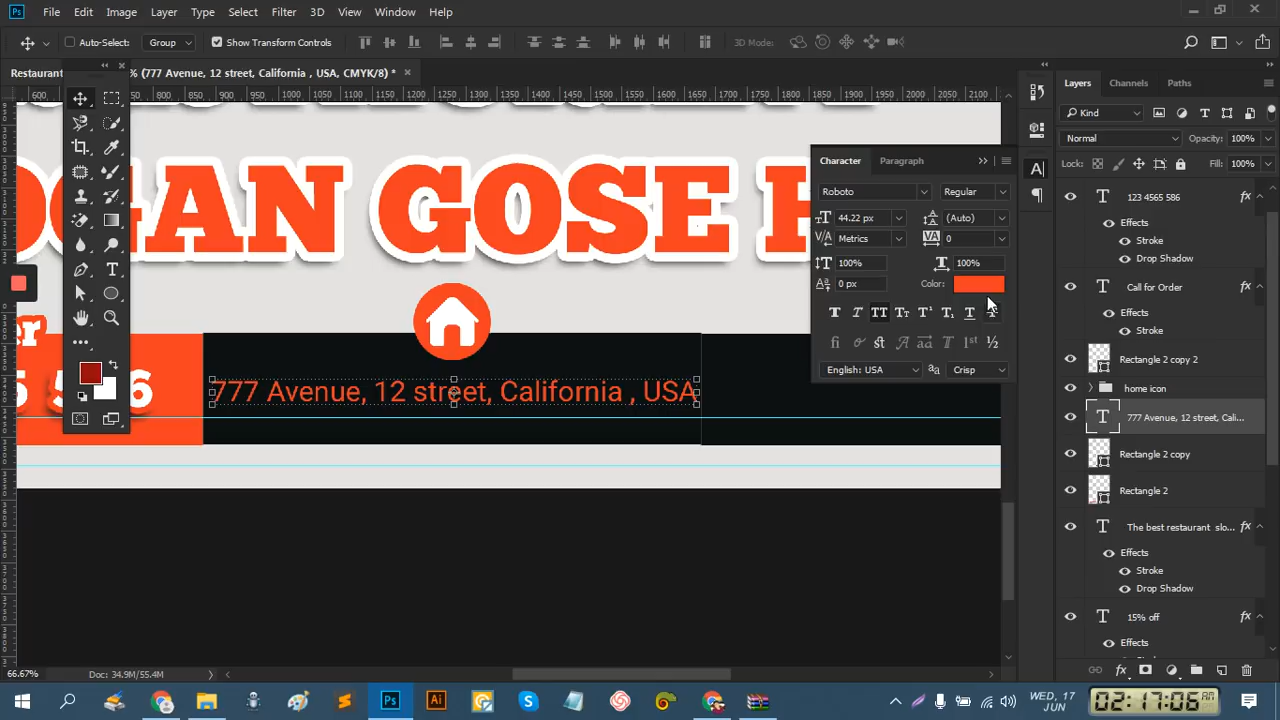 Ps File Edit Image Layer Type Select Filter 3D View Window Help
Auto-Select: Group Show Transform Controls 3D Mode:
Restaurant % (777 Avenue, 12 street, California , USA, CMYK/8) * ×
600 750 800 850 900 950 1000 1050 1100 1150 1200 1250 1300 1350 1400 1450 1500 1550 1600 1650 1700 1750 1800 1850 1900 1950 2000 2050 2100
GAN GOSE H
er
777 Avenue, 12 street, California , USA
66.67% Doc: 34.9M/55.4M
Character Paragraph
Roboto Regular
44.22 px (Auto)
Metrics 0
100% 100%
0 px Color:
English: USA Crisp
Layers Channels Paths
Kind
Normal Opacity: 100%
Lock: Fill: 100%
123 4565 586 fx
Effects
Stroke
Drop Shadow
Call for Order fx
Effects
Stroke
Rectangle 2 copy 2
home icon
777 Avenue, 12 street, Cali...
Rectangle 2 copy
Rectangle 2
The best restaurant slo... fx
Effects
Stroke
Drop Shadow
15% off fx
Effects
WED, 17
JUN
02:17:06